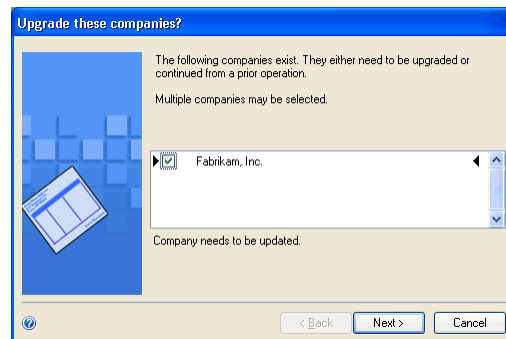 Upgrade these companies?
The following companies exist. They either need to be upgraded or
continued from a prior operation.
Multiple companies may be selected.
Fabrikam, Inc.
Company needs to be updated.
< Back
Next >
Cancel